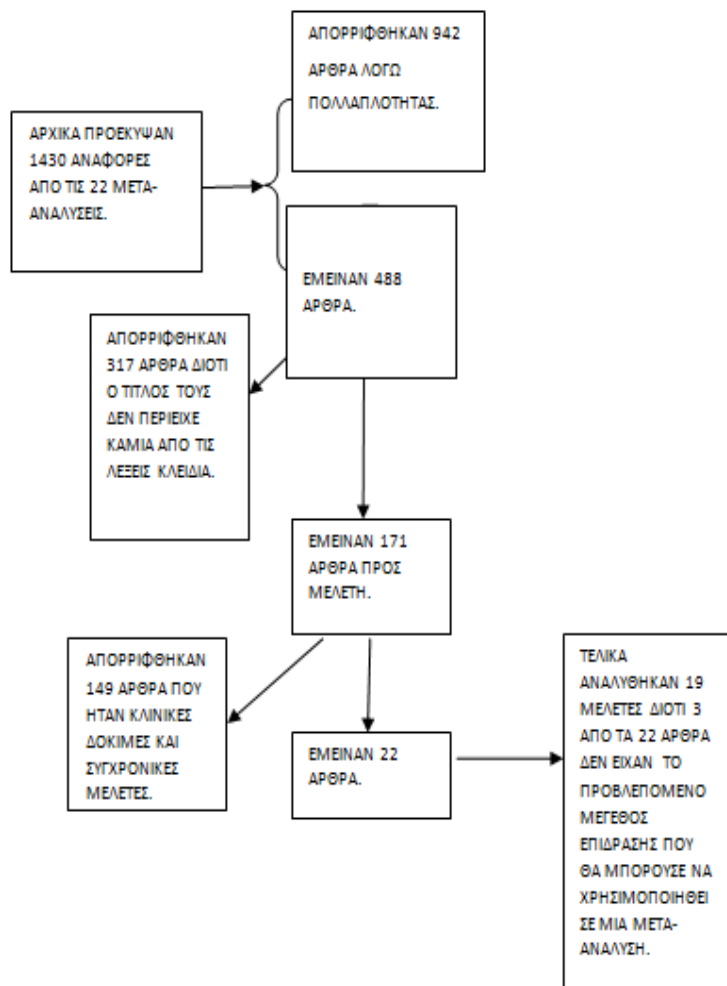 ΑΠΟΡΡΙΦΘΗΚΑΝ 942
ΑΡΘΡΑ ΛΟΓΩ
ΠΟΛΛΑΠΛΟΤΗΤΑΣ.
ΑΡΧΙΚΑ ΠΡΟΕΚΥΨΑΝ
1430 ΑΝΑΦΟΡΕΣ
ΑΠΟ ΤΙΣ 22 ΜΕΤΑ-
ΑΝΑΛΥΣΕΙΣ.
ΕΜΕΙΝΑΝ 488
ΑΡΘΡΑ.
ΑΠΟΡΡΙΦΘΗΚΑΝ
317 ΑΡΘΡΑ ΔΙΟΤΙ
Ο ΤΙΤΛΟΣ ΤΟΥΣ
ΔΕΝ ΠΕΡΙΕΙΧΕ
ΚΑΜΙΑ ΑΠΟ ΤΙΣ
ΛΕΞΕΙΣ ΚΛΕΙΔΙΑ.
ΕΜΕΙΝΑΝ 171
ΑΡΘΡΑ ΠΡΟΣ
ΜΕΛΕΤΗ.
ΑΠΟΡΡΙΦΘΗΚΑΝ
149 ΑΡΘΡΑ ΠΟΥ
ΗΤΑΝ ΚΛΙΝΙΚΕΣ
ΔΟΚΙΜΕΣ ΚΑΙ
ΣΥΓΧΡΟΝΙΚΕΣ
ΜΕΛΕΤΕΣ.
ΕΜΕΙΝΑΝ 22
ΑΡΘΡΑ.
ΤΕΛΙΚΑ
ΑΝΑΛΥΘΗΚΑΝ 19
ΜΕΛΕΤΕΣ ΔΙΟΤΙ 3
ΑΠΟ ΤΑ 22 ΑΡΘΡΑ
ΔΕΝ ΕΙΧΑΝ ΤΟ
ΠΡΟΒΛΕΠΟΜΕΝΟ
ΜΕΓΕΘΟΣ
ΕΠΙΔΡΑΣΗΣ ΠΟΥ
ΘΑ ΜΠΟΡΟΥΣΕ ΝΑ
ΧΡΗΣΙΜΟΠΟΙΗΘΕΙ
ΣΕ ΜΙΑ ΜΕΤΑ-
ΑΝΑΛΥΣΗ.